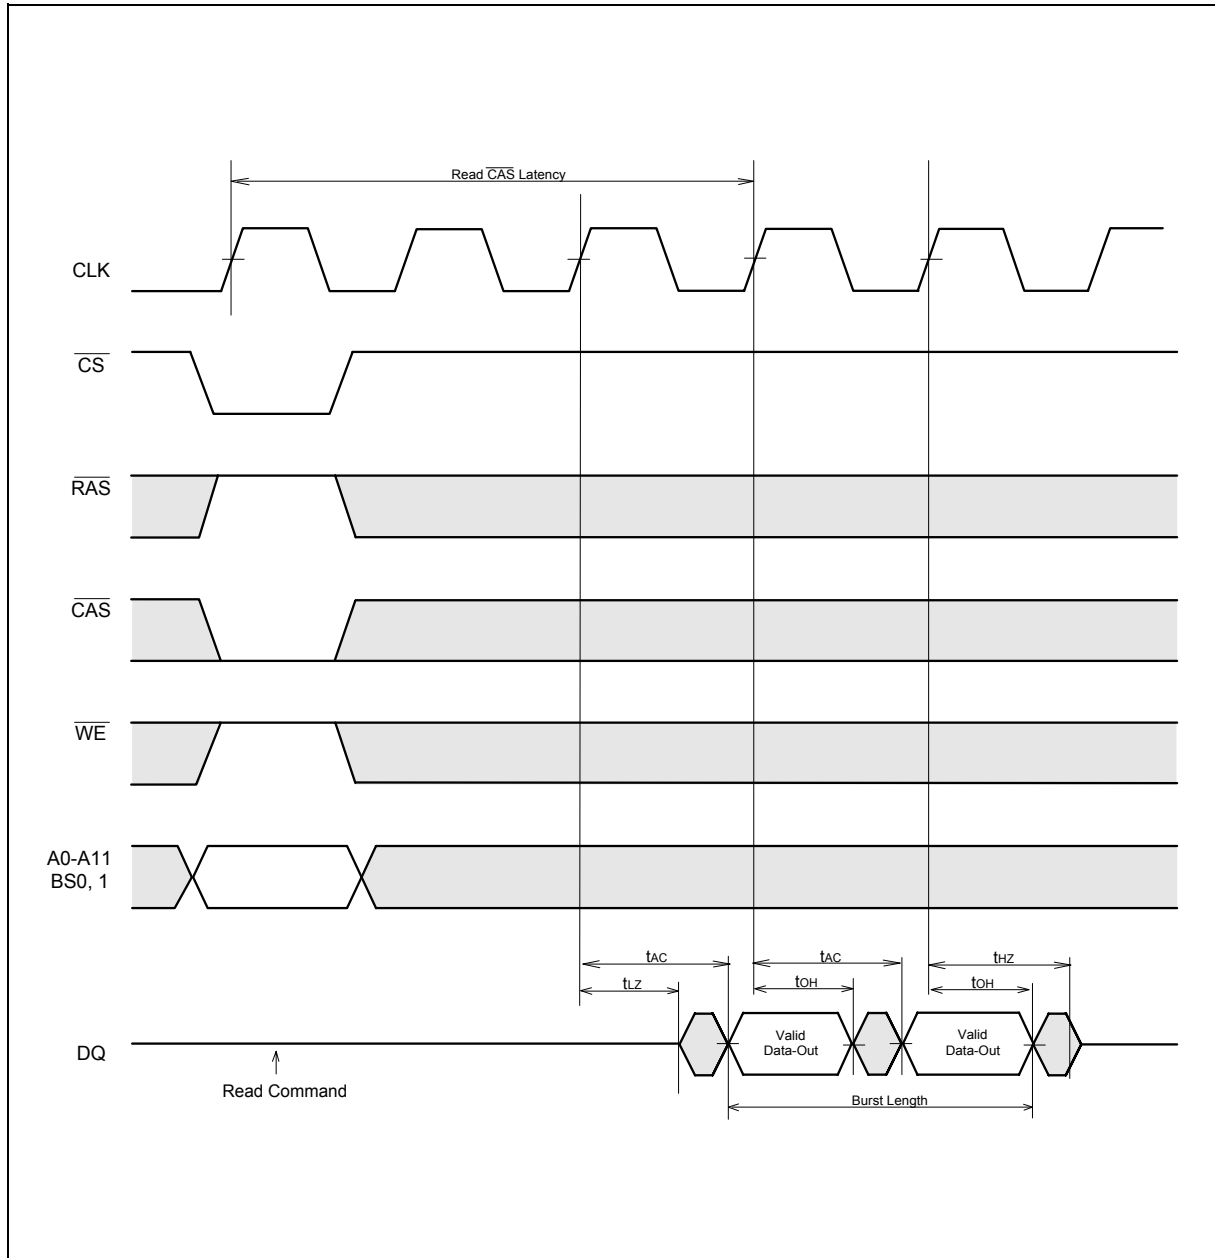 Read CAS Latency
CLK
CS
RAS
CAS
WE
A0-A11
BS0, 1
tAC
tAC
tHZ
tLZ
tOH
tOH
Valid
Data-Out
Valid
Data-Out
DQ
Read Command
Burst Length